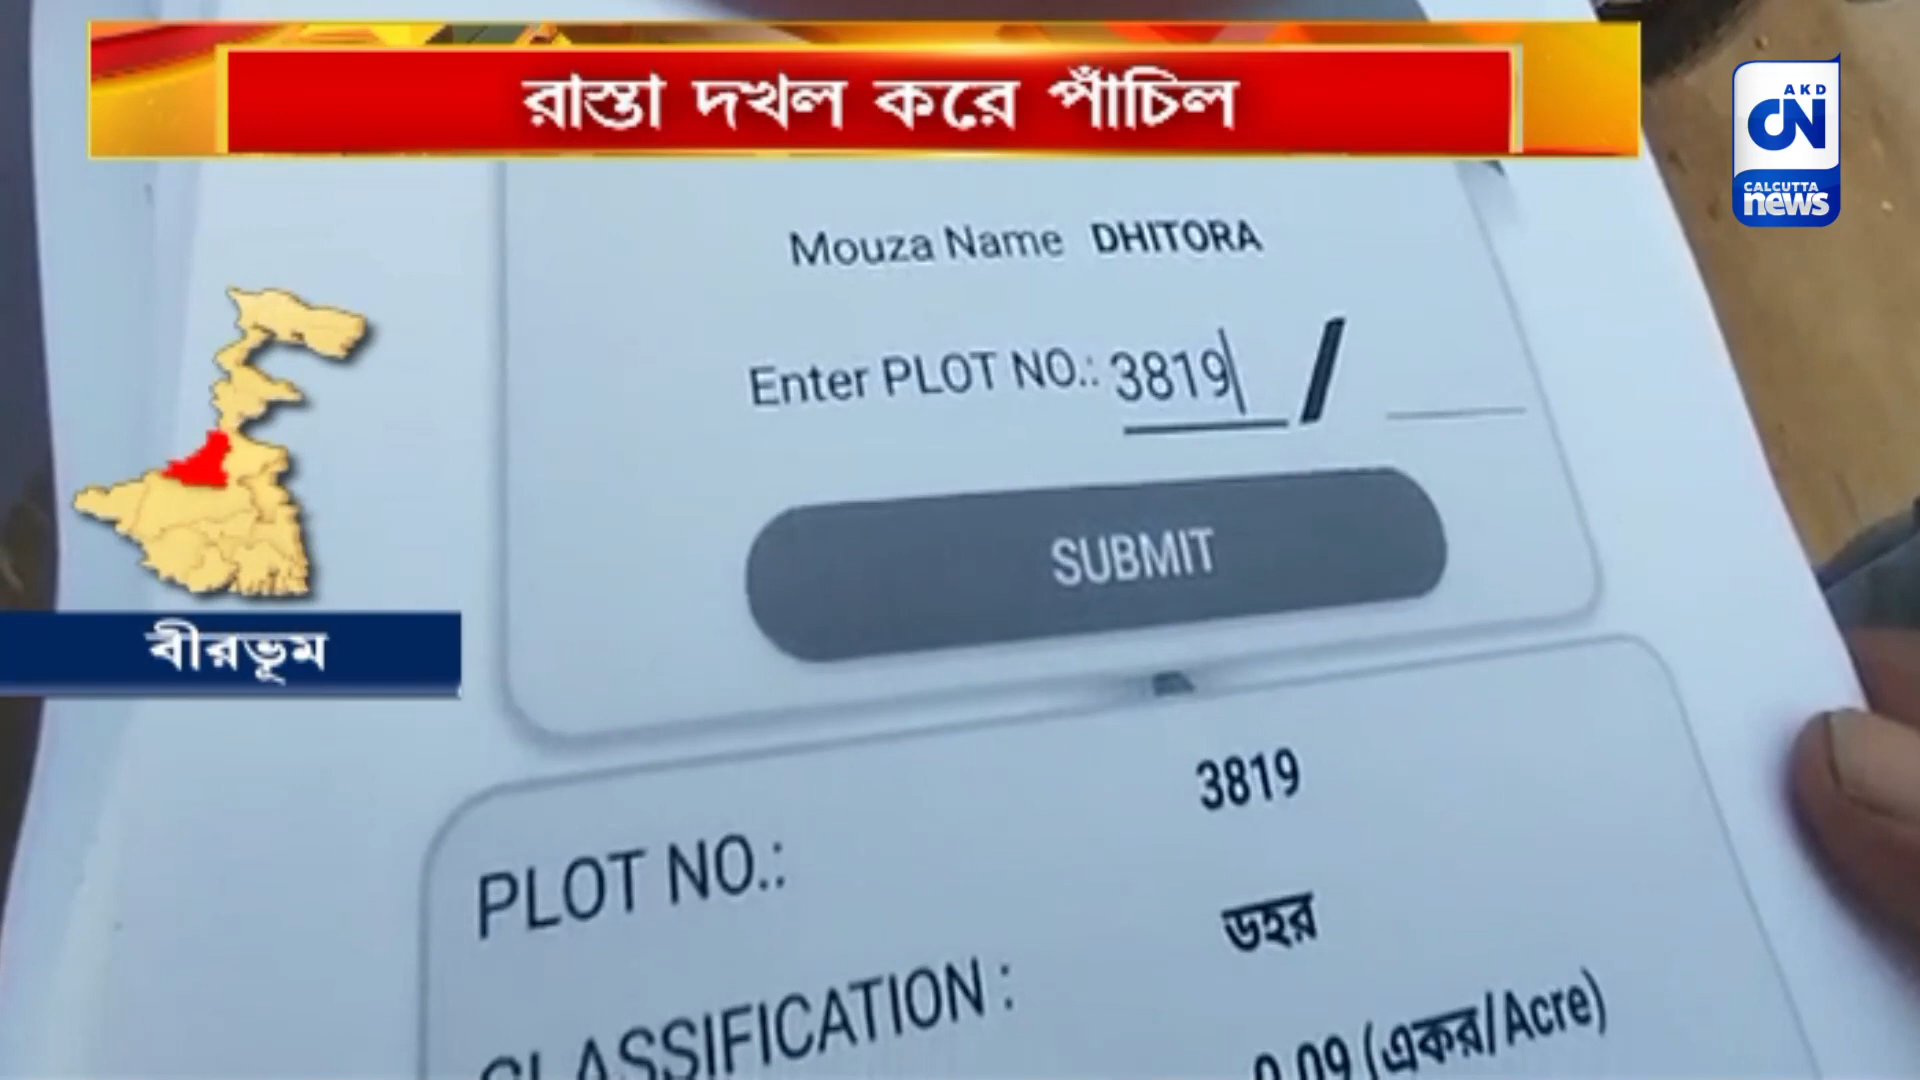 রাস্তা দখল করে পাঁচিল
AKD
CN
CALCUTTA
news
Mouza Name DHITORA
Enter PLOT NO.: 3819 /
SUBMIT
বীরভূম
PLOT NO.: 3819
CLASSIFICATION : ডহর
0.09 (একর/Acre)